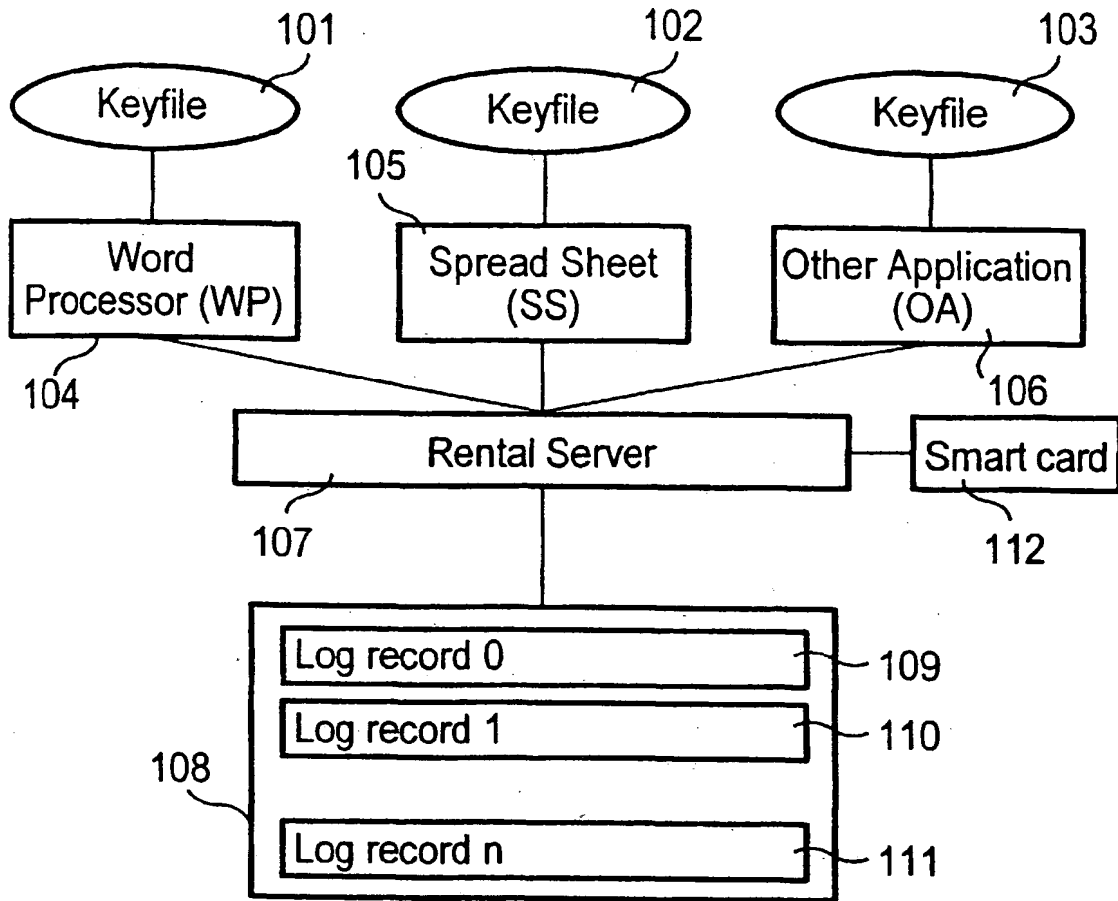 101
102
103
Keyfile
Keyfile
Keyfile
105
Word
Processor (WP)
Spread Sheet
(SS)
Other Application
(OA)
104
106
Rental Server
Smart card
107
112
Log record 0
109
Log record 1
110
108
Log record n
111